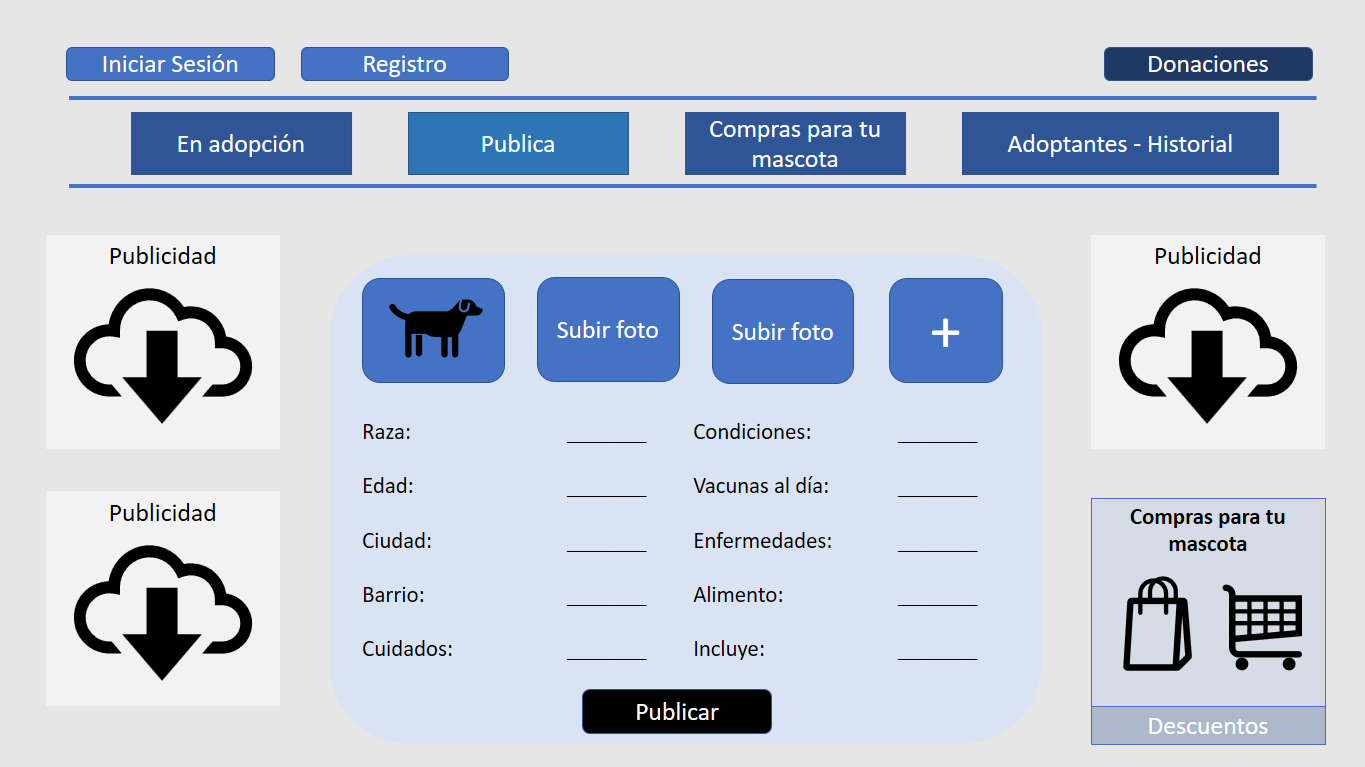 Iniciar Sesión
Registro
Donaciones
En adopción
Publica
Compras para tu
mascota
Adoptantes - Historial
Publicidad
Publicidad
Subir foto
Subir foto
+
Raza: ________
Condiciones: ________
Edad: ________
Vacunas al día: ________
Ciudad: ________
Enfermedades: ________
Barrio: ________
Alimento: ________
Cuidados: ________
Incluye: ________
Publicar
Publicidad
Compras para tu
mascota
Descuentos